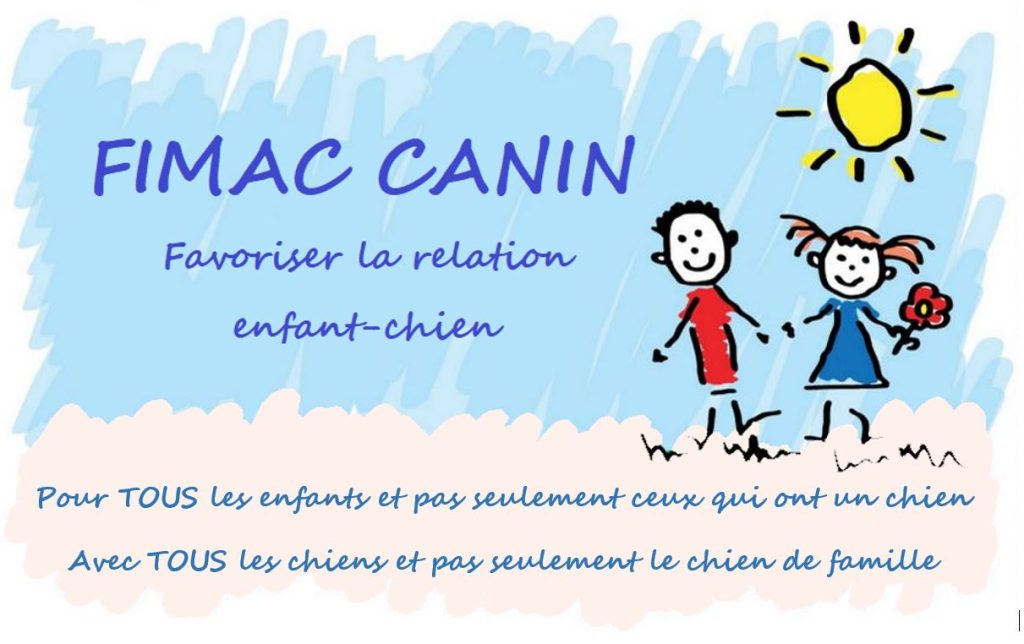 FIMAC CANIN
Favoriser la relation
enfant-chien
Pour TOUS les enfants et pas seulement ceux qui ont un chien
Avec TOUS les chiens et pas seulement le chien de famille